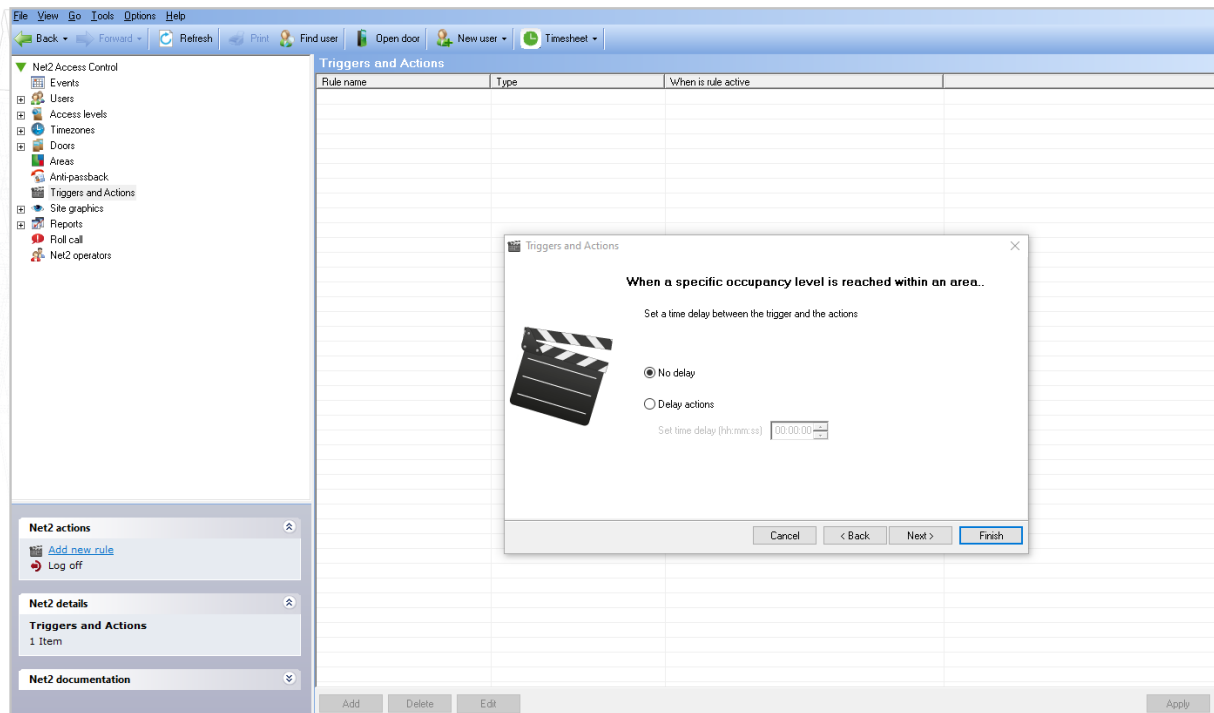 File View Go Tools Options Help
Back Forward Refresh Print Find user Open door New user Timesheet
Net2 Access Control
Events
Users
Access levels
Timezones
Doors
Areas
Anti-passback
Triggers and Actions
Site graphics
Reports
Roll call
Net2 operators
Net2 actions
Add new rule
Log off
Net2 details
Triggers and Actions
1 Item
Net2 documentation
Triggers and Actions
Rule name Type When is rule active
Triggers and Actions
When a specific occupancy level is reached within an area..
Set a time delay between the trigger and the actions
No delay
Delay actions
Set time delay (hh:mm:ss) 00:00:00
Cancel < Back Next > Finish
Add Delete Edit Apply